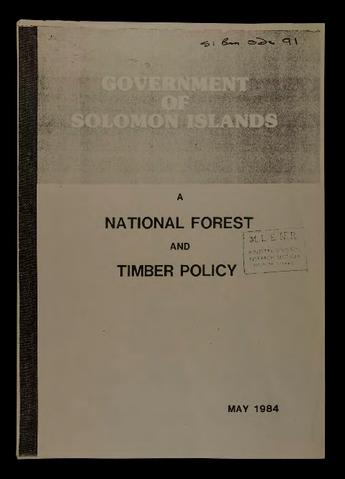 GOVERNMENT
OF
SOLOMON ISLANDS
A
NATIONAL FOREST
AND
TIMBER POLICY
M. L. E. N. R.
MAY 1984